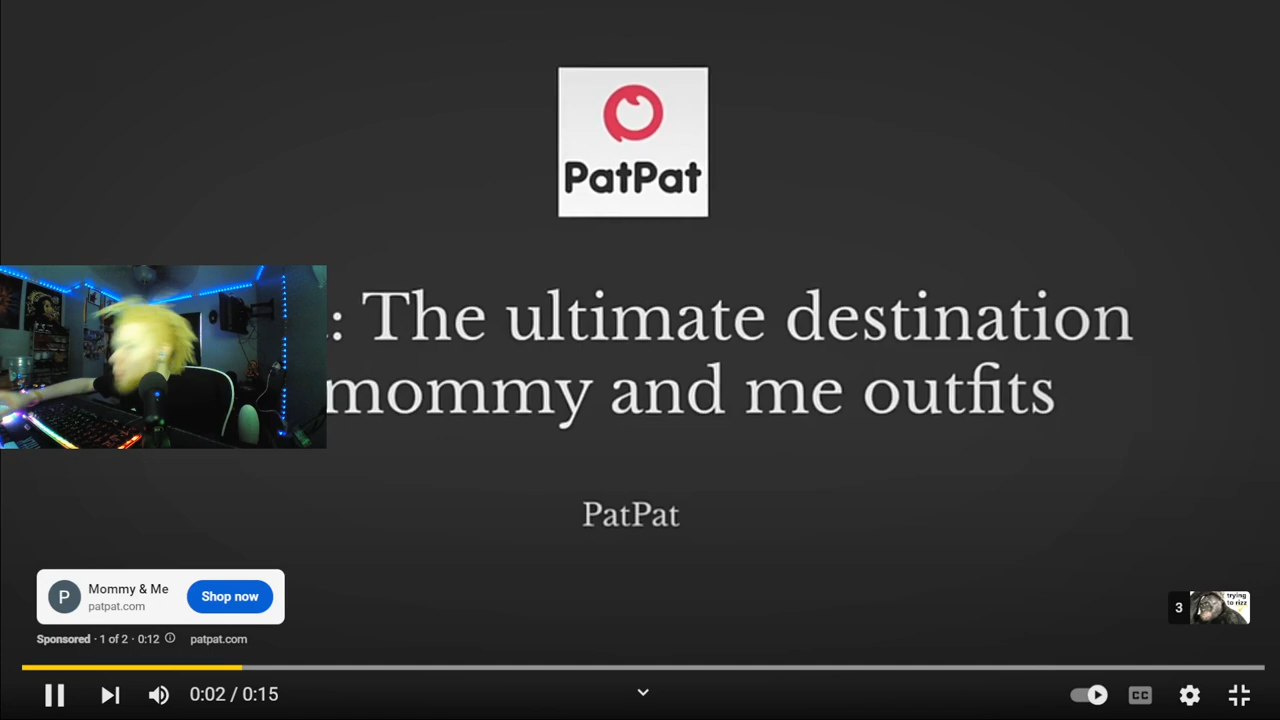 PatPat
: The ultimate destination
mommy and me outfits
PatPat
P
Mommy & Me
patpat.com
Shop now
Sponsored · 1 of 2 · 0:12
patpat.com
3
trying
to rizz
0:02 / 0:15
CC